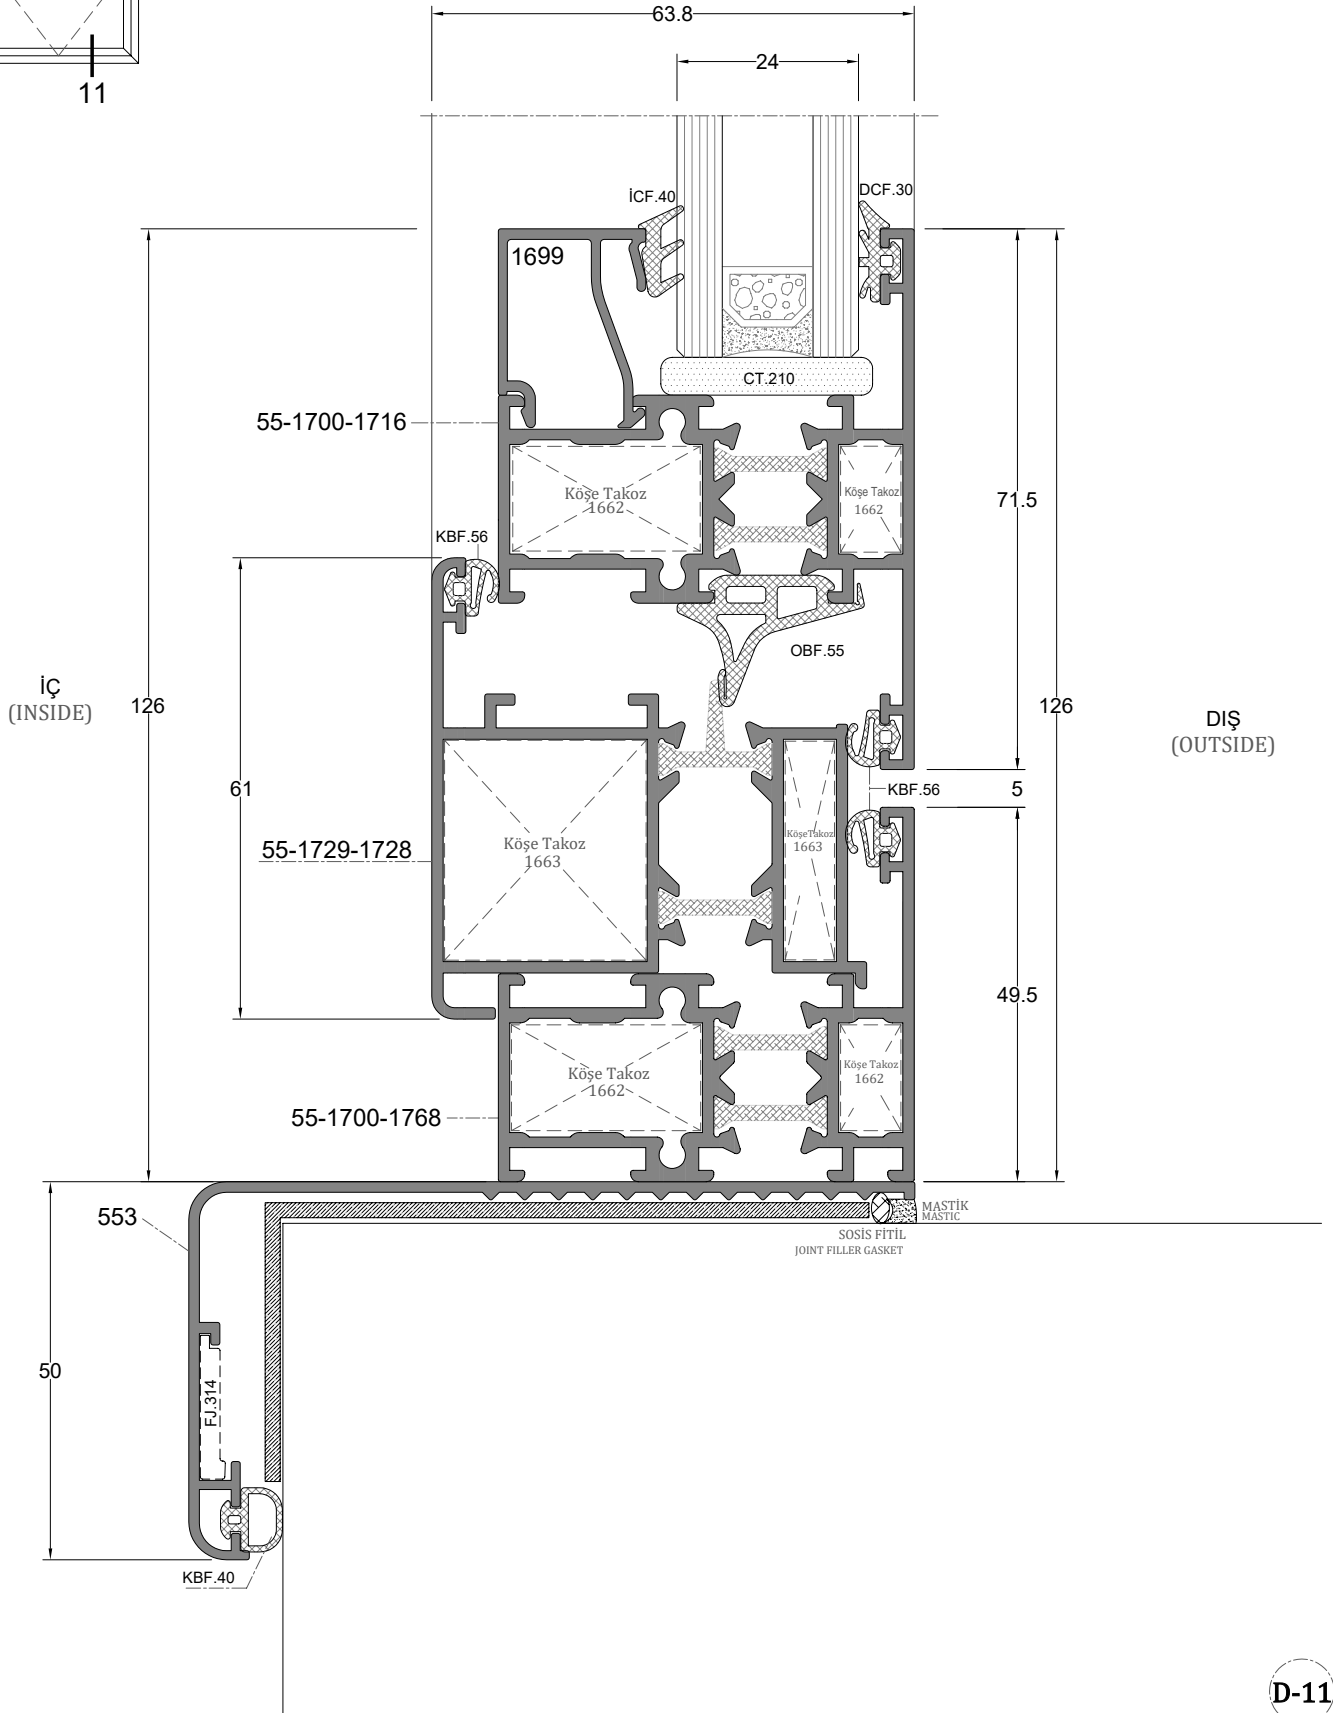 63.8
24
11
İCF.40
DCF.30
1699
CT.210
55-1700-1716
Köşe Takoz
1662
Köşe Takoz
1662
71.5
KBF.56
OBF.55
İÇ
(INSIDE)
126
126
DIŞ
(OUTSIDE)
61
KBF.56
5
55-1729-1728
Köşe Takoz
1663
KöşeTakoz
1663
49.5
Köşe Takoz
1662
Köşe Takoz
1662
55-1700-1768
553
MASTİK
MASTIC
SOSİS FİTİL
JOINT FILLER GASKET
50
FJ.314
KBF.40
D-11